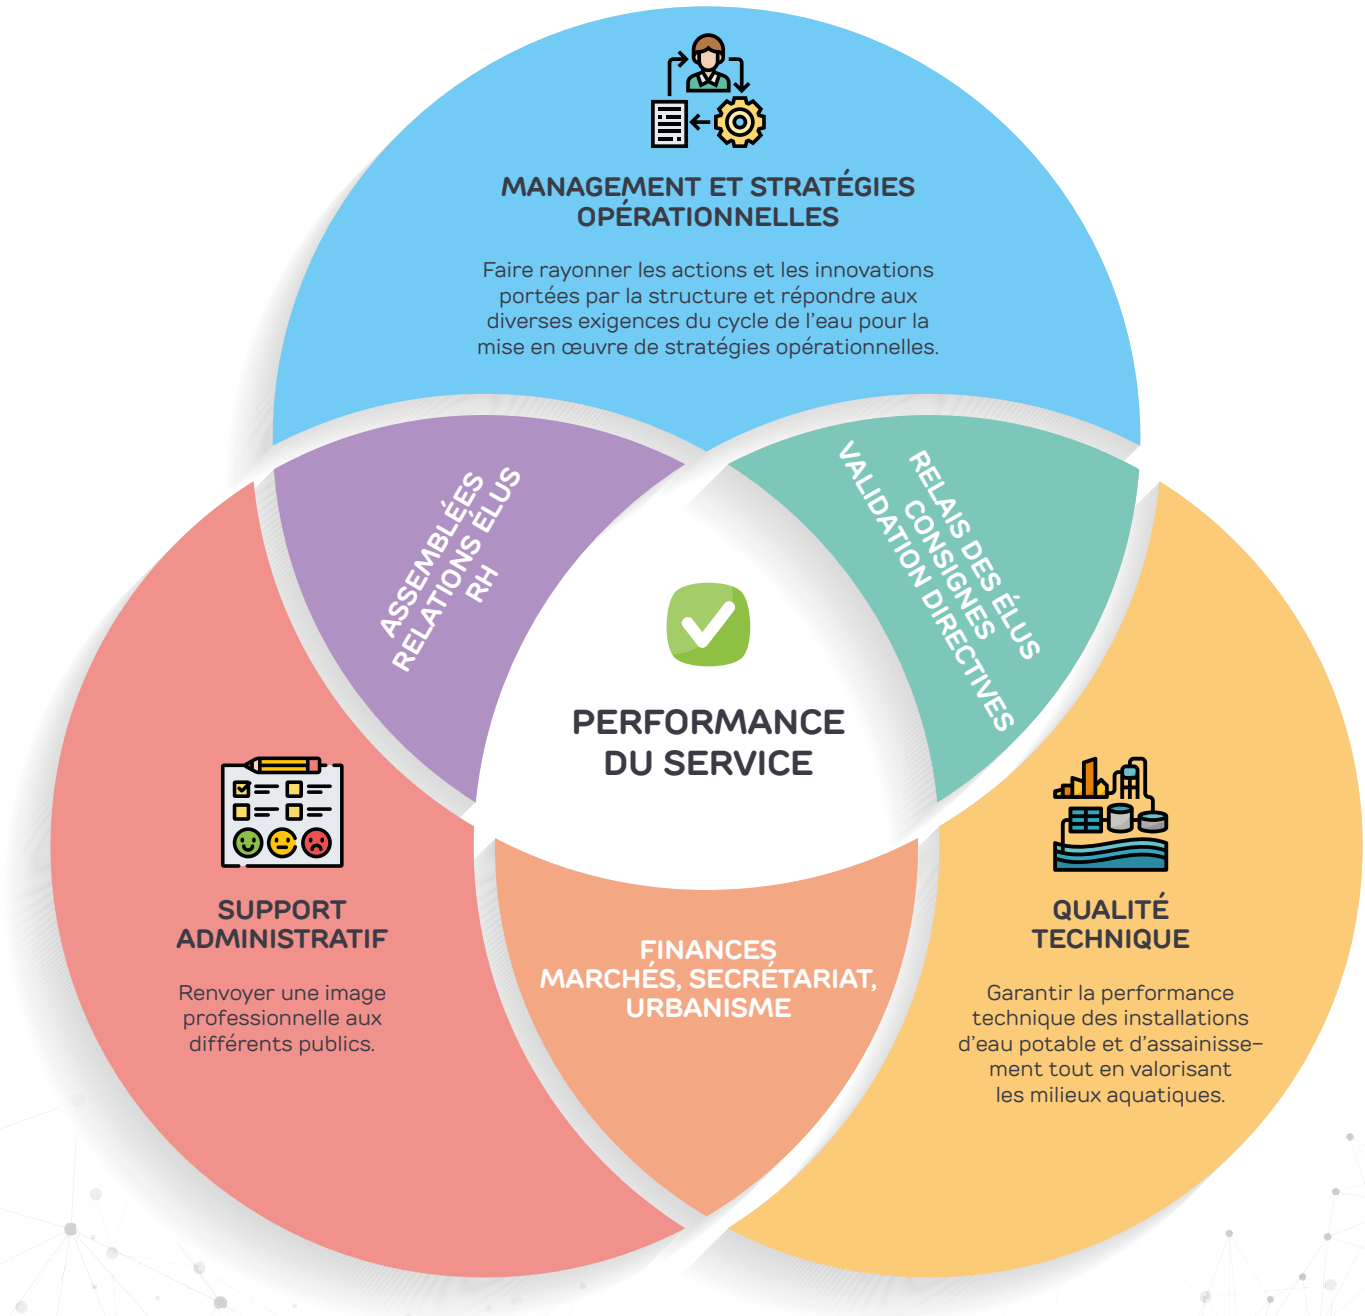 MANAGEMENT ET STRATÉGIES
OPÉRATIONNELLES
Faire rayonner les actions et les innovations
portées par la structure et répondre aux
diverses exigences du cycle de l’eau pour la
mise en œuvre de stratégies opérationnelles.
ASSEMBLÉES
RELATIONS ÉLUS
RH
RELAIS DES ÉLUS
CONSIGNES
VALIDATION DIRECTIVES
PERFORMANCE
DU SERVICE
SUPPORT
ADMINISTRATIF
Renvoyer une image
professionnelle aux
différents publics.
FINANCES
MARCHÉS, SECRÉTARIAT,
URBANISME
QUALITÉ
TECHNIQUE
Garantir la performance
technique des installations
d’eau potable et d’assainisse-
ment tout en valorisant
les milieux aquatiques.